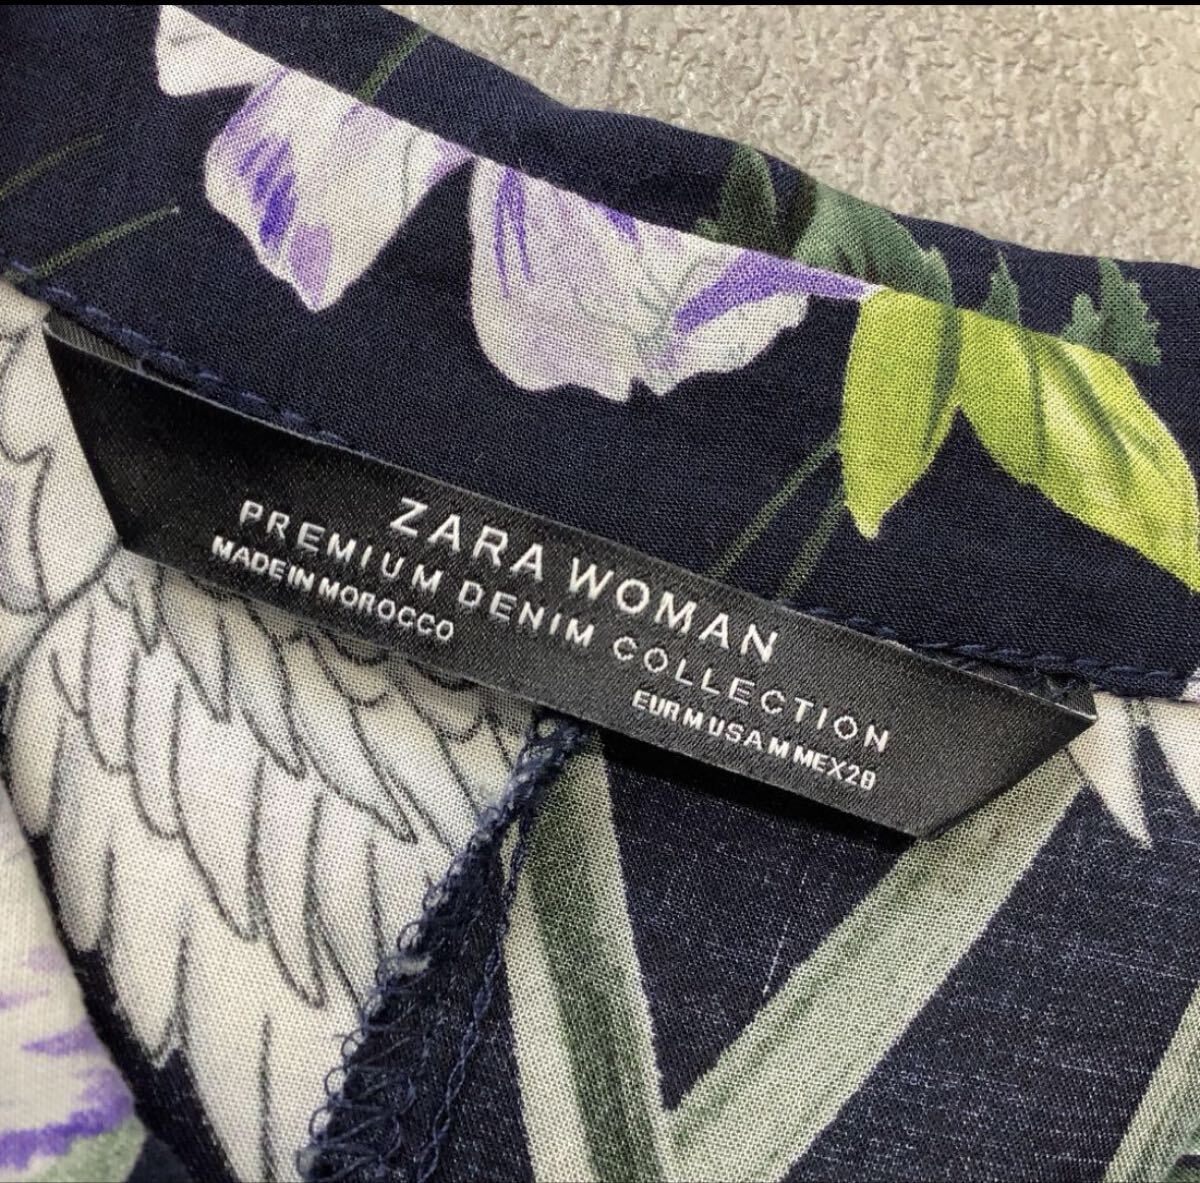 ZARA WOMAN
PREMIUM DENIM COLLECTION
MADE IN MOROCCO
EUR M USA M MEX 28